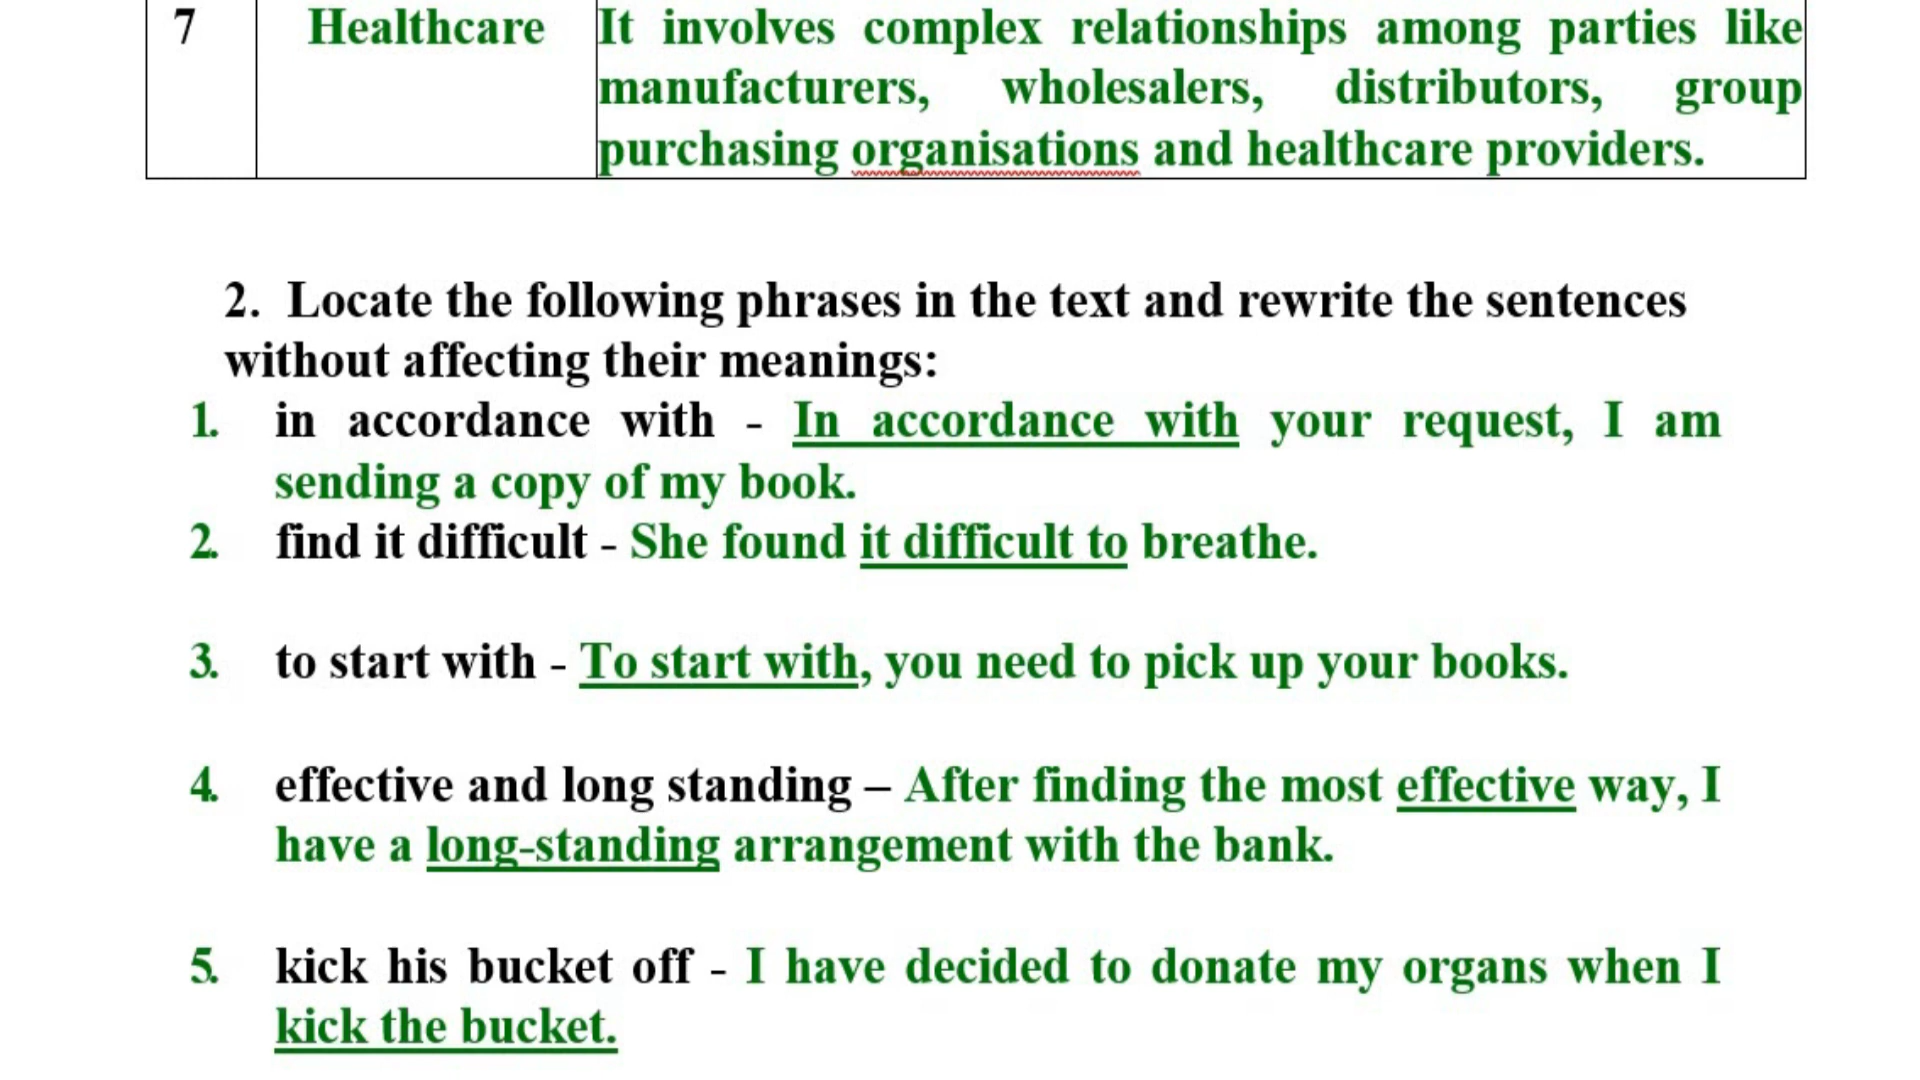 7 Healthcare It involves complex relationships among parties like
manufacturers, wholesalers, distributors, group
purchasing organisations and healthcare providers.
2. Locate the following phrases in the text and rewrite the sentences
without affecting their meanings:
1. in accordance with - In accordance with your request, I am
sending a copy of my book.
2. find it difficult - She found it difficult to breathe.
3. to start with - To start with, you need to pick up your books.
4. effective and long standing – After finding the most effective way, I
have a long-standing arrangement with the bank.
5. kick his bucket off - I have decided to donate my organs when I
kick the bucket.